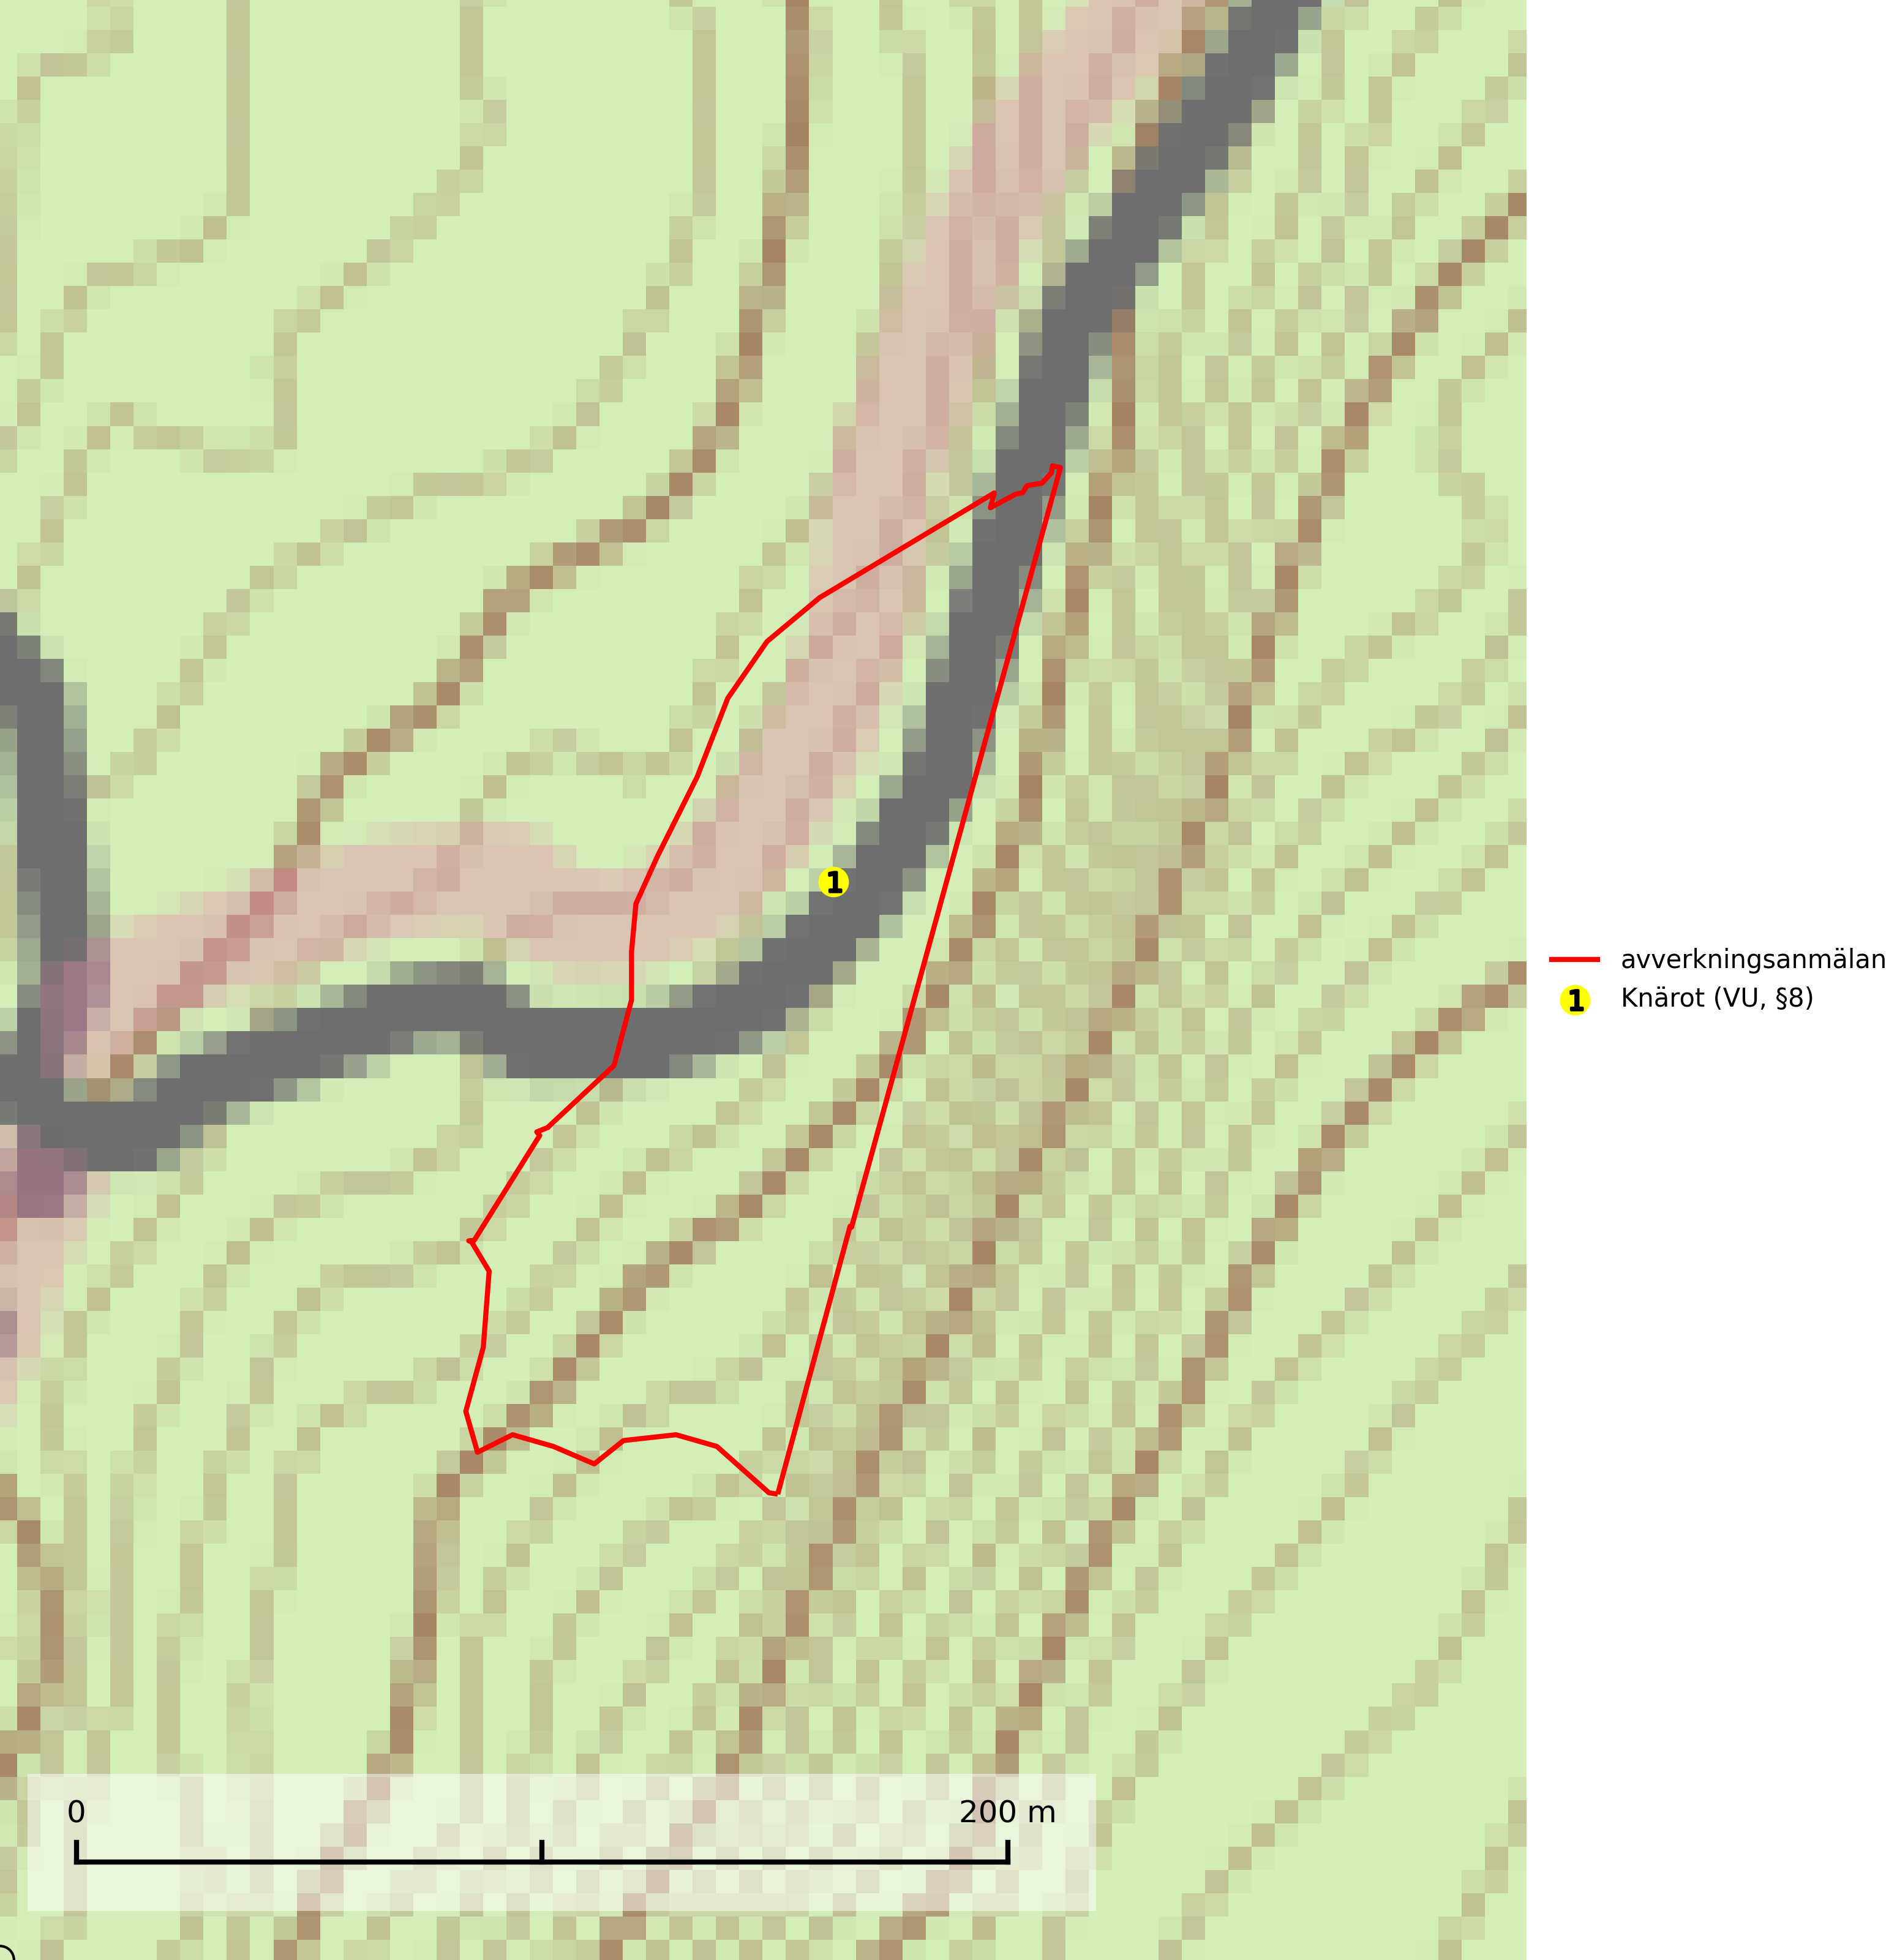 1
avverkningsanmälan
1 Knärot (VU, §8)
0 200 m